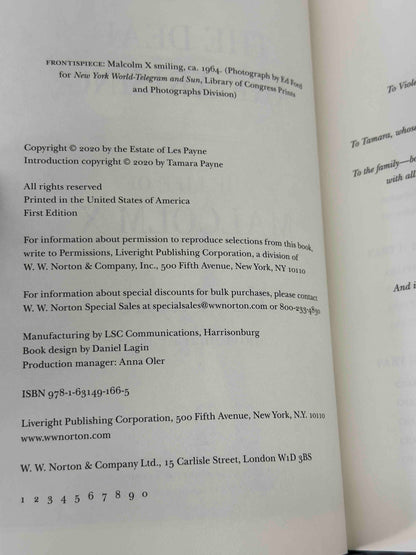 FRONTISPIECE: Malcolm X smiling, ca. 1964. (Photograph by Ed Ford
for New York World-Telegram and Sun, Library of Congress Prints
and Photographs Division)
Copyright © 2020 by the Estate of Les Payne
Introduction copyright © 2020 by Tamara Payne
All rights reserved
Printed in the United States of America
First Edition
For information about permission to reproduce selections from this book,
write to Permissions, Liveright Publishing Corporation, a division of
W. W. Norton & Company, Inc., 500 Fifth Avenue, New York, NY 10110
For information about special discounts for bulk purchases, please contact
W. W. Norton Special Sales at specialsales@wwnorton.com or 800-233-4830
Manufacturing by LSC Communications, Harrisonburg
Book design by Daniel Lagin
Production manager: Anna Oler
ISBN 978-1-63149-166-5
Liveright Publishing Corporation, 500 Fifth Avenue, New York, N.Y. 10110
www.wwnorton.com
W. W. Norton & Company Ltd., 15 Carlisle Street, London W1D 3BS
1 2 3 4 5 6 7 8 9 0
To
To Tamara, whose
To the family—
with all
And